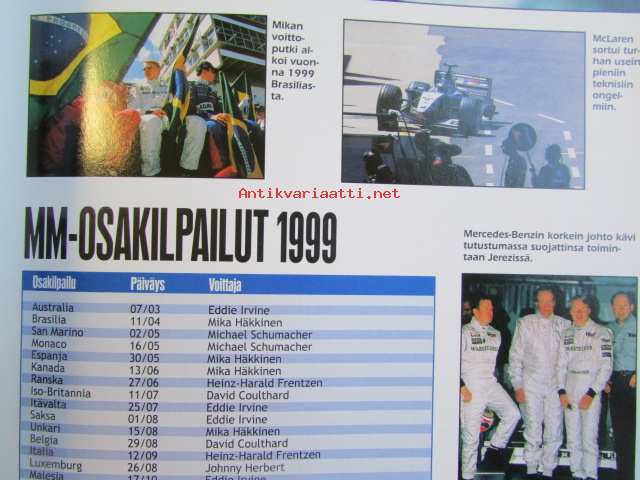 Mikan
voitto-
putki al-
koi vuon-
na 1999
Brasilias-
ta.
McLaren
sortui tur-
han usein
pieniin
teknisiin
ongel-
miin.
Antikvariaatti.net
MM-OSAKILPAILUT 1999
Mercedes-Benzin korkein johto kävi
tutustumassa suojattinsa toimin-
taan Jerezissä.
Osakilpailu Päiväys Voittaja
Australia 07/03 Eddie Irvine
Brasilia 11/04 Mika Häkkinen
San Marino 02/05 Michael Schumacher
Monaco 16/05 Michael Schumacher
Espanja 30/05 Mika Häkkinen
Kanada 13/06 Mika Häkkinen
Ranska 27/06 Heinz-Harald Frentzen
Iso-Britannia 11/07 David Coulthard
Itävalta 25/07 Eddie Irvine
Saksa 01/08 Eddie Irvine
Unkari 15/08 Mika Häkkinen
Belgia 29/08 David Coulthard
Italia 12/09 Heinz-Harald Frentzen
Luxemburg 26/08 Johnny Herbert
Malesia 17/10 Eddie Irvine